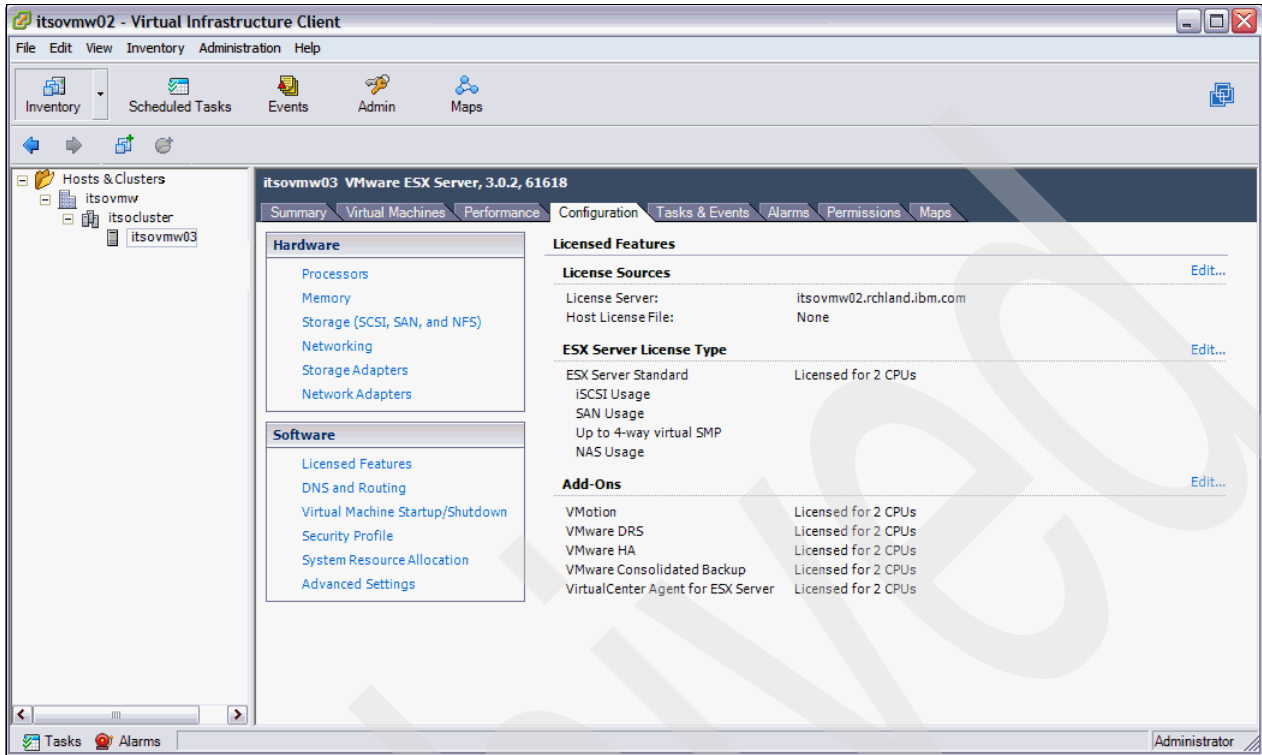 itsovmw02 - Virtual Infrastructure Client
File Edit View Inventory Administration Help
Inventory Scheduled Tasks Events Admin Maps
Hosts & Clusters
itsovmw
itsocluster
itsovmw03
itsovmw03 VMware ESX Server, 3.0.2, 61618
Summary Virtual Machines Performance Configuration Tasks & Events Alarms Permissions Maps
Hardware
Processors
Memory
Storage (SCSI, SAN, and NFS)
Networking
Storage Adapters
Network Adapters
Software
Licensed Features
DNS and Routing
Virtual Machine Startup/Shutdown
Security Profile
System Resource Allocation
Advanced Settings
Licensed Features
License Sources Edit...
License Server: itsovmw02.rchland.ibm.com
Host License File: None
ESX Server License Type Edit...
ESX Server Standard Licensed for 2 CPUs
iSCSI Usage
SAN Usage
Up to 4-way virtual SMP
NAS Usage
Add-Ons Edit...
VMotion Licensed for 2 CPUs
VMware DRS Licensed for 2 CPUs
VMware HA Licensed for 2 CPUs
VMware Consolidated Backup Licensed for 2 CPUs
VirtualCenter Agent for ESX Server Licensed for 2 CPUs
Tasks Alarms Administrator